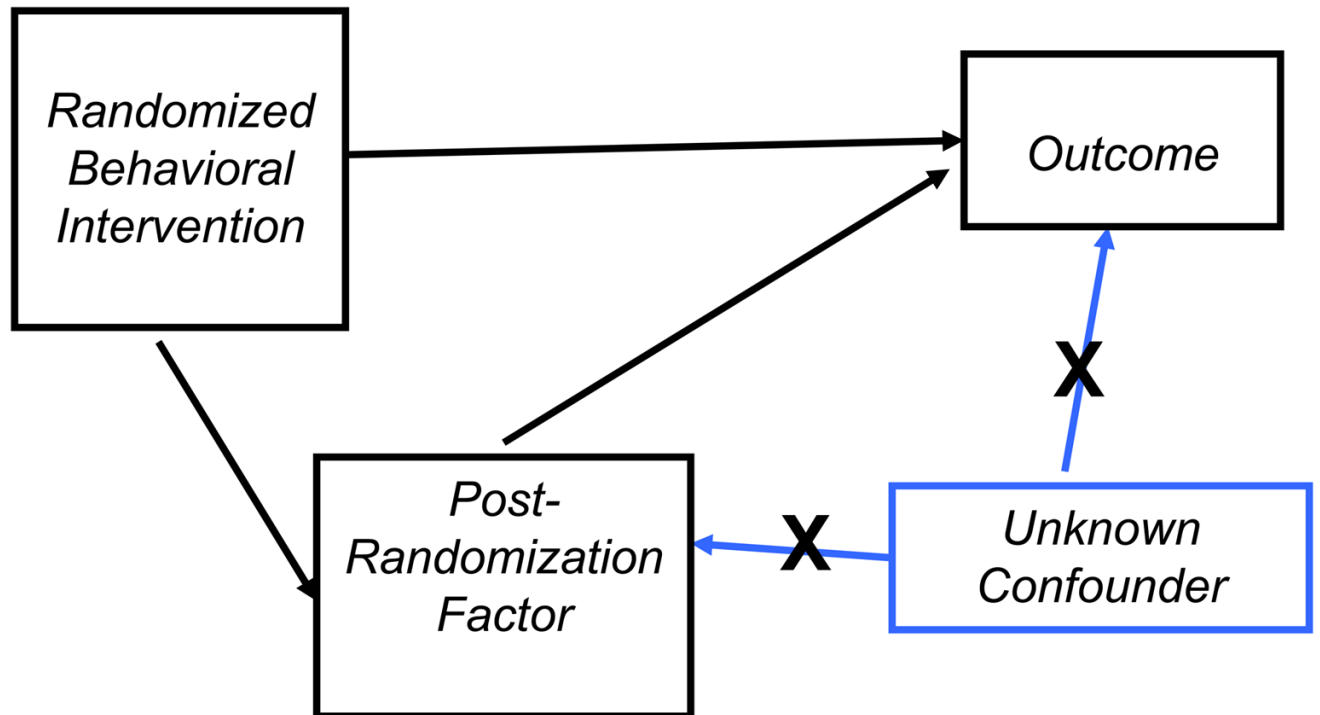 Randomized
Behavioral
Intervention
Outcome
X
Post-
Randomization
Factor
X
Unknown
Confounder